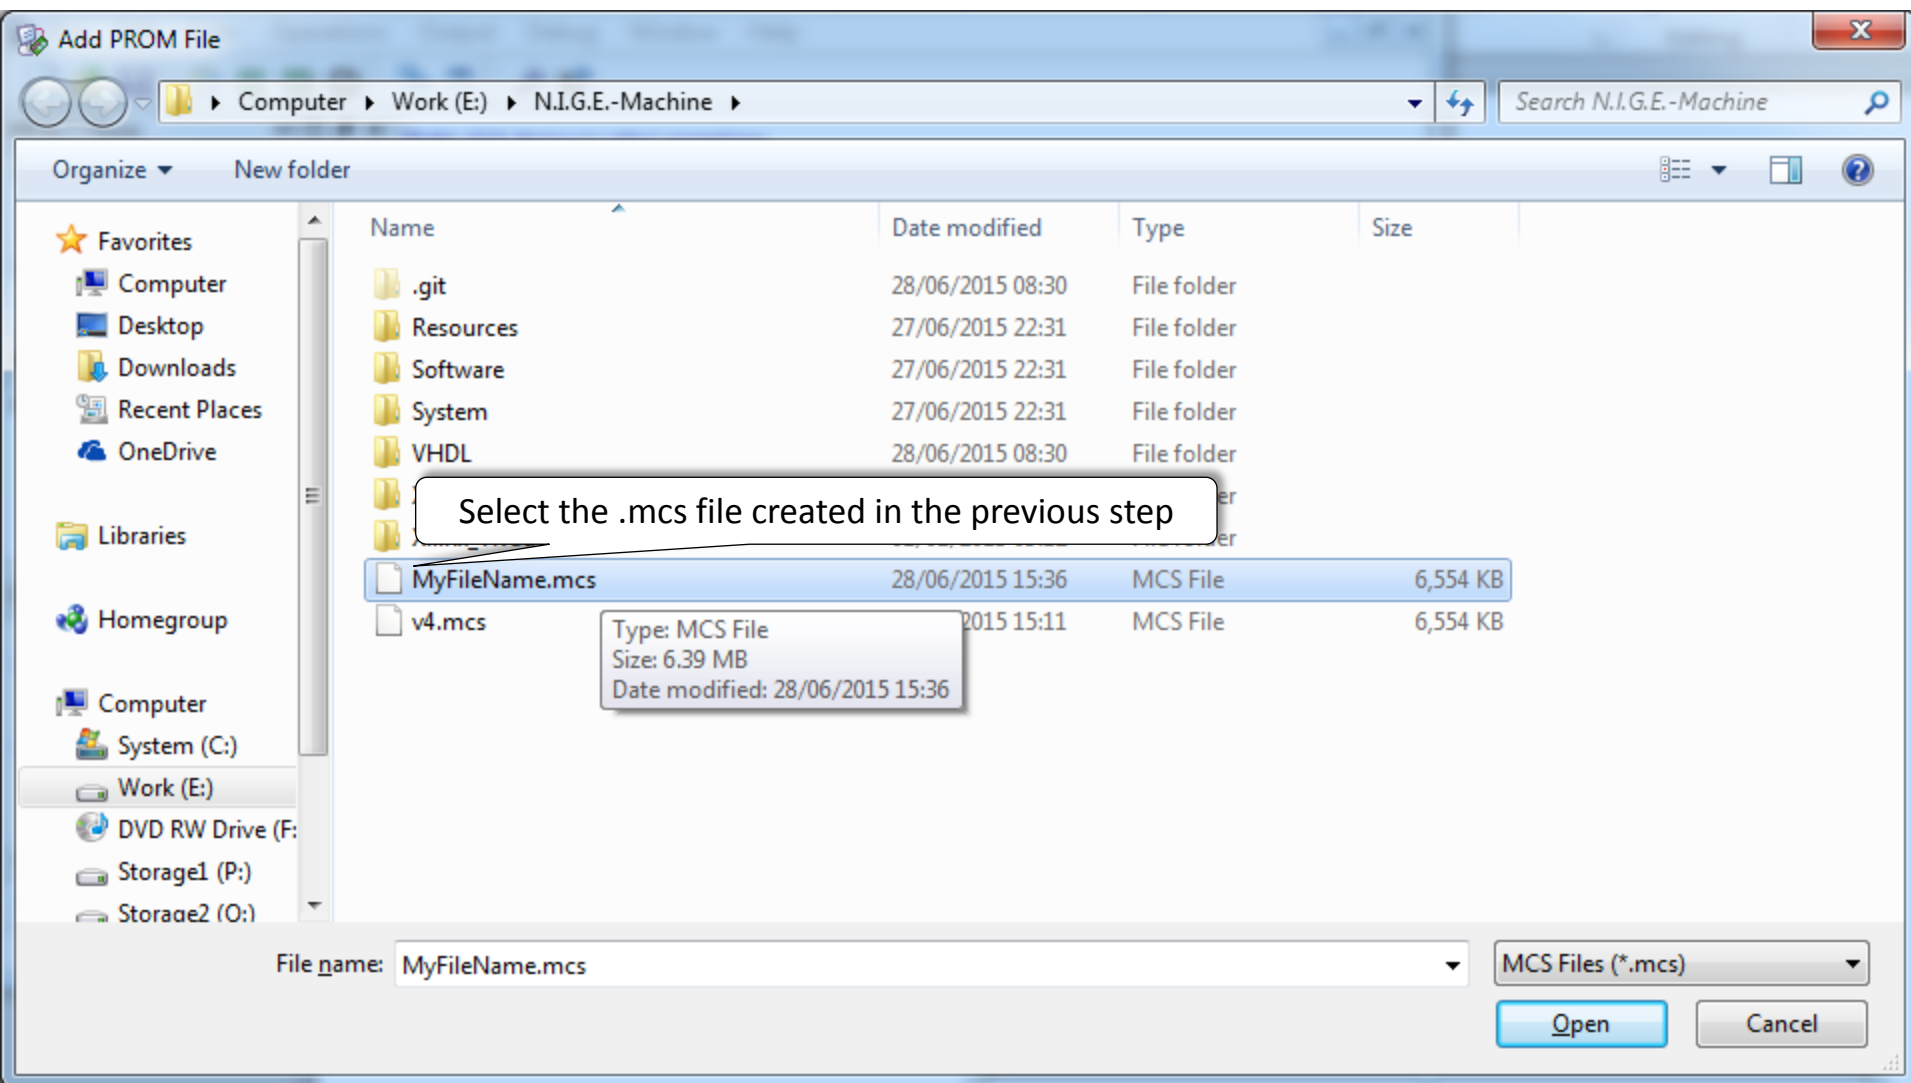 Add PROM File
Computer Work (E:) N.I.G.E.-Machine
Search N.I.G.E.-Machine
Organize New folder
Favorites
Computer
Desktop
Downloads
Recent Places
OneDrive
Libraries
Homegroup
Computer
System (C:)
Work (E:)
DVD RW Drive (F:
Storage1 (P:)
Storage2 (Q:)
Name Date modified Type Size
.git 28/06/2015 08:30 File folder
Resources 27/06/2015 22:31 File folder
Software 27/06/2015 22:31 File folder
System 27/06/2015 22:31 File folder
VHDL 28/06/2015 08:30 File folder
Select the .mcs file created in the previous step
MyFileName.mcs 28/06/2015 15:36 MCS File 6,554 KB
v4.mcs 2015 15:11 MCS File 6,554 KB
Type: MCS File
Size: 6.39 MB
Date modified: 28/06/2015 15:36
File name: MyFileName.mcs
MCS Files (*.mcs)
Open Cancel